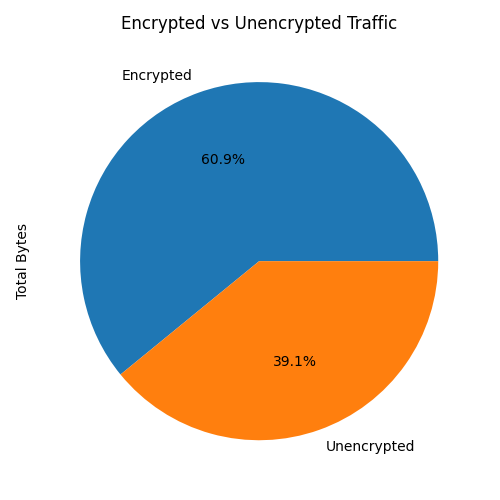 Encrypted vs Unencrypted Traffic
Encrypted
60.9%
Total Bytes
39.1%
Unencrypted